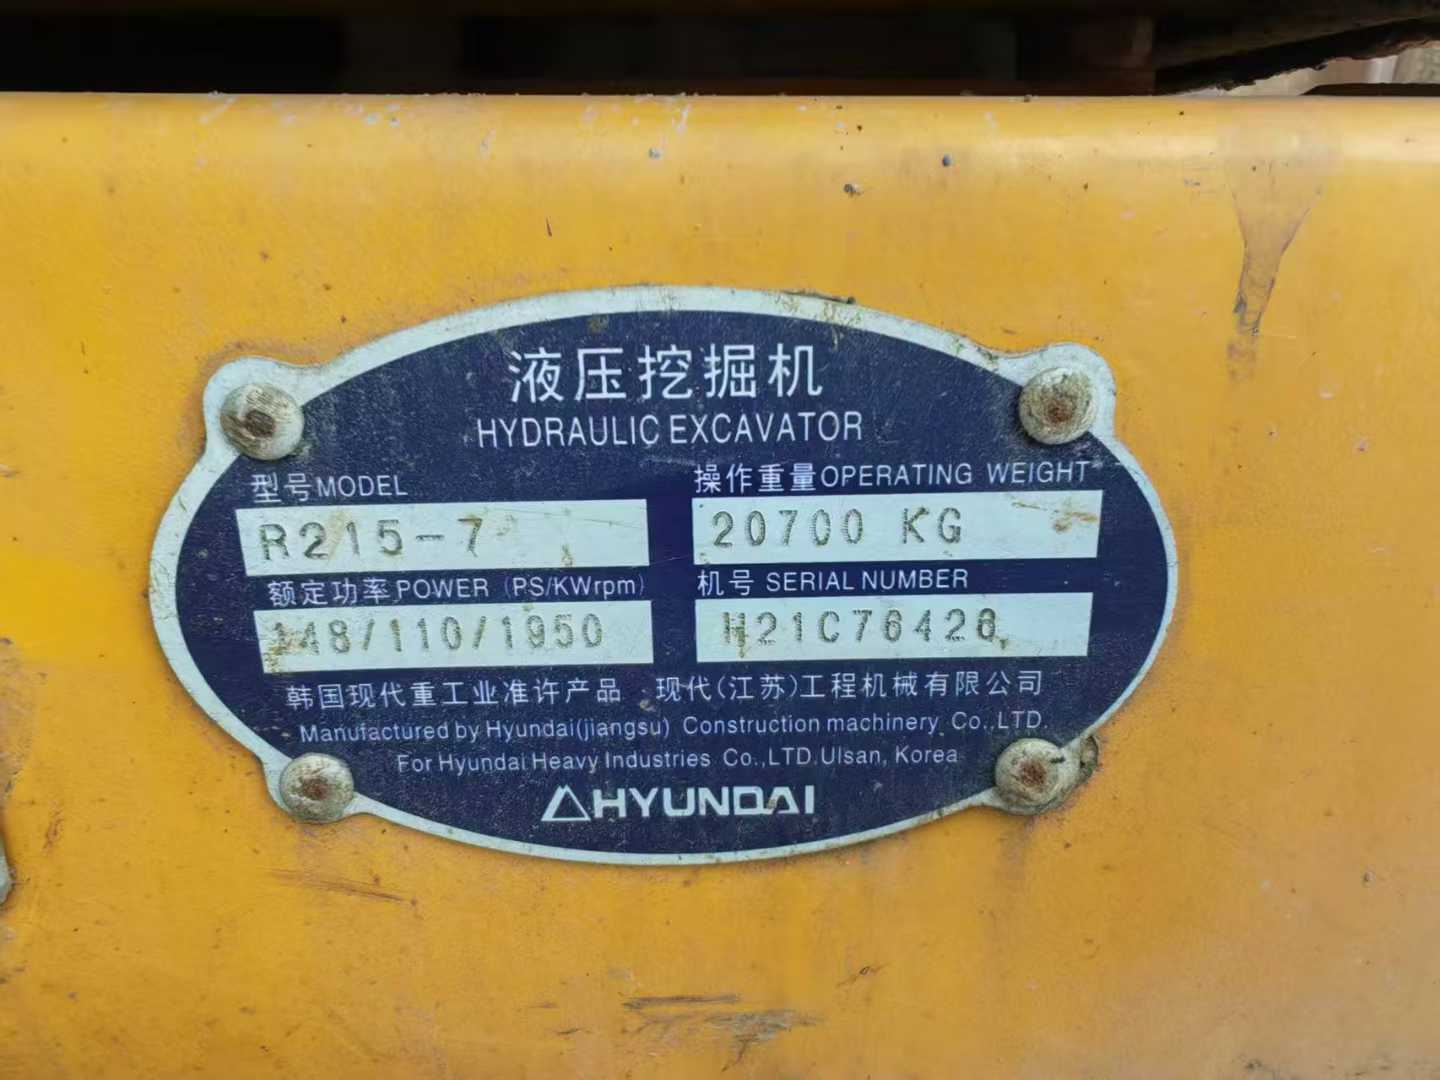 液压挖掘机
HYDRAULIC EXCAVATOR
型号MODEL 操作重量OPERATING WEIGHT
R215-7 20700 KG
额定功率POWER (PS/KWrpm) 机号 SERIAL NUMBER
148/110/1950 H21C76428
韩国现代重工业准许产品 现代(江苏)工程机械有限公司
Manufactured by Hyundai(jiangsu) Construction machinery Co.,LTD.
For Hyundai Heavy Industries Co.,LTD.Ulsan, Korea
HYUNDAI